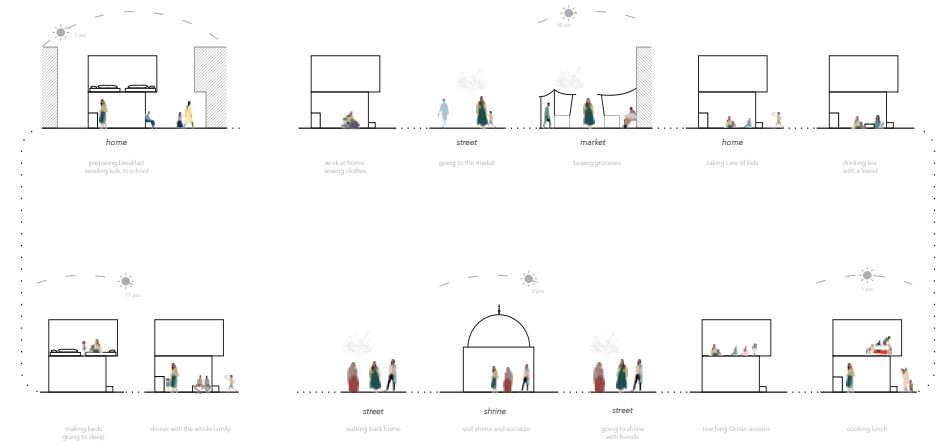 7 am
10 am
home
street
market
home
preparing breakfast
sending kids to school
work at home
sewing clothes
going to the market
buying groceries
taking care of kids
drinking tea
with a friend
11 pm
5 pm
1 pm
street
shrine
street
making beds
going to sleep
dinner with the whole family
walking back home
visit shrine and socialize
going to shrine
with friends
teaching Quran lessons
cooking lunch